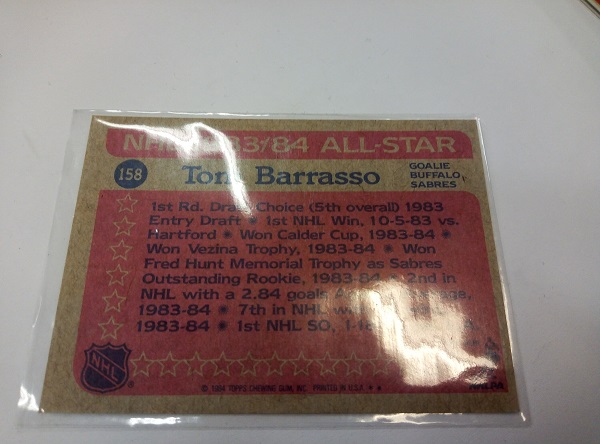 83/84 ALL-STAR
158 Tom Barrasso
GOALIE
BUFFALO
SABRES
1st Rd. Draft Choice (5th overall) 1983
Entry Draft ✺ 1st NHL Win, 10-5-83 vs.
Hartford ✺ Won Calder Cup, 1983-84 ✺
Won Vezina Trophy, 1983-84 ✺ Won
Fred Hunt Memorial Trophy as Sabres
Outstanding Rookie, 1983-84 ✺ 2nd in
NHL with a 2.84 goals
1983-84 ✺ 7th in NHL
1983-84 ✺ 1st NHL SO,
NHL
© 1984 TOPPS CHEWING GUM, INC. PRINTED IN U.S.A. ★ ★
NHLPA